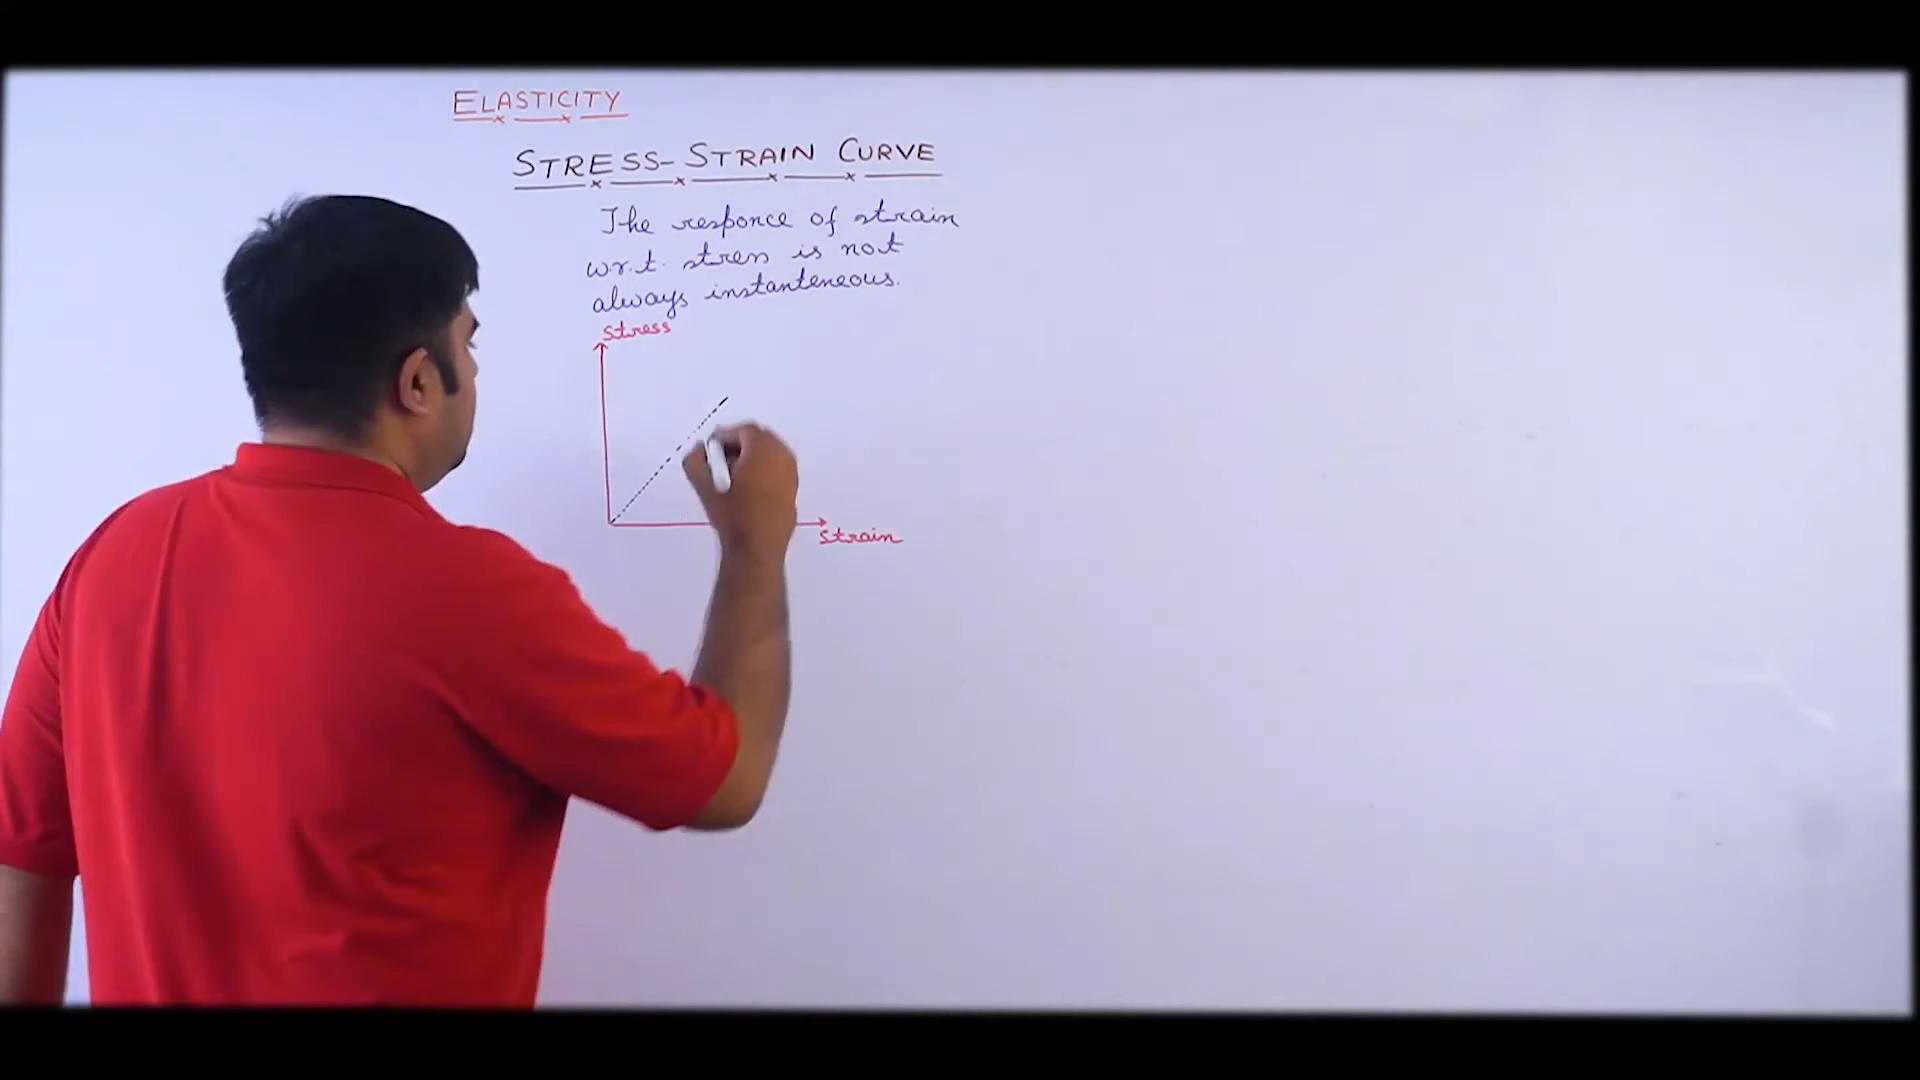 ELASTICITY
STRESS-STRAIN CURVE
The responce of strain
w.r.t. stress is not
always instanteneous.
stress
strain